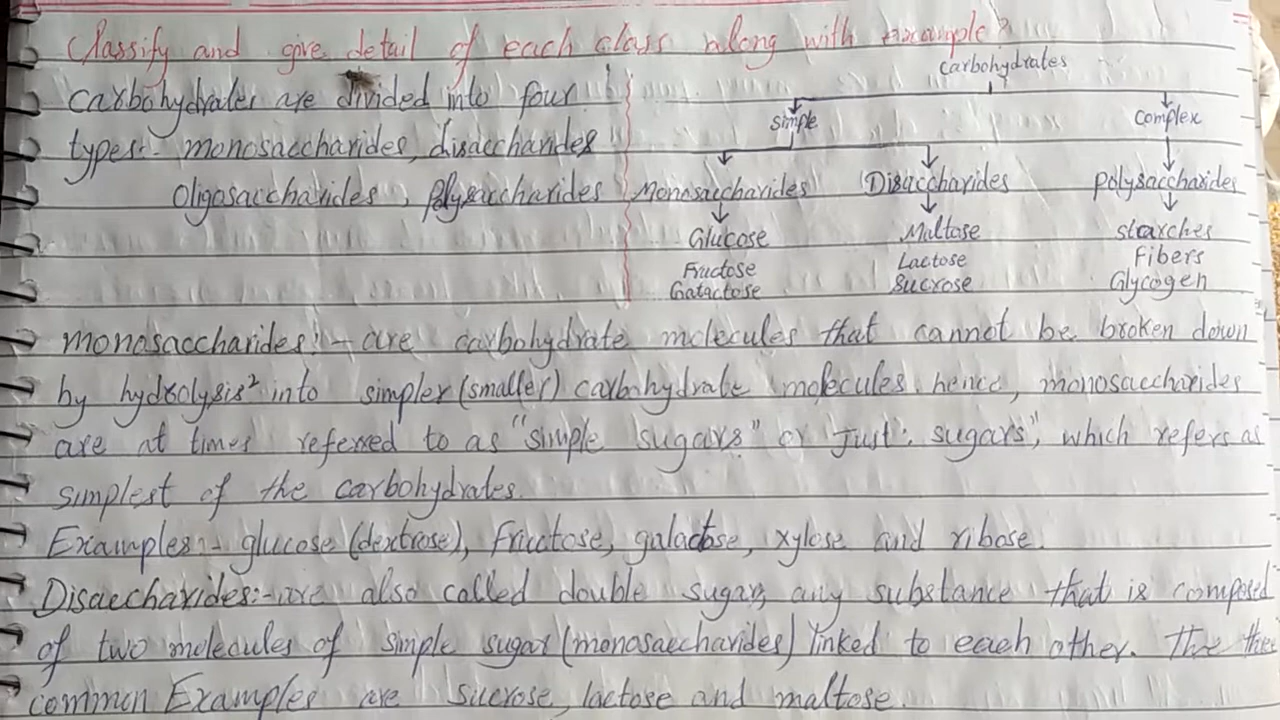 Classify and give detail of each class along with example?
Carbohydrates are divided into four
types:- monosaccharides, disaccharides
Oligosaccharides, Polysaccharides
carbohydrates
simple
complex
Monosaccharides
Disaccharides
polysaccharides
Glucose
Maltose
starches
Fructose
Lactose
Fibers
Galactose
Sucrose
Glycogen
monosaccharides:- are carbohydrate molecules that cannot be broken down
by hydrolysis² into simpler (smaller) carbohydrate molecules. hence, monosaccharides
are at times referred to as "simple sugars" or Just: sugars", which refers as
simplest of the carbohydrates.
Examples:- glucose (dextrose), Fructose, galactose, xylose and ribose.
Disaccharides:- are also called double sugar, any substance that is composed
of two molecules of simple sugar (monosaccharides) linked to each other. The three
common Examples are sucrose, lactose and maltose.